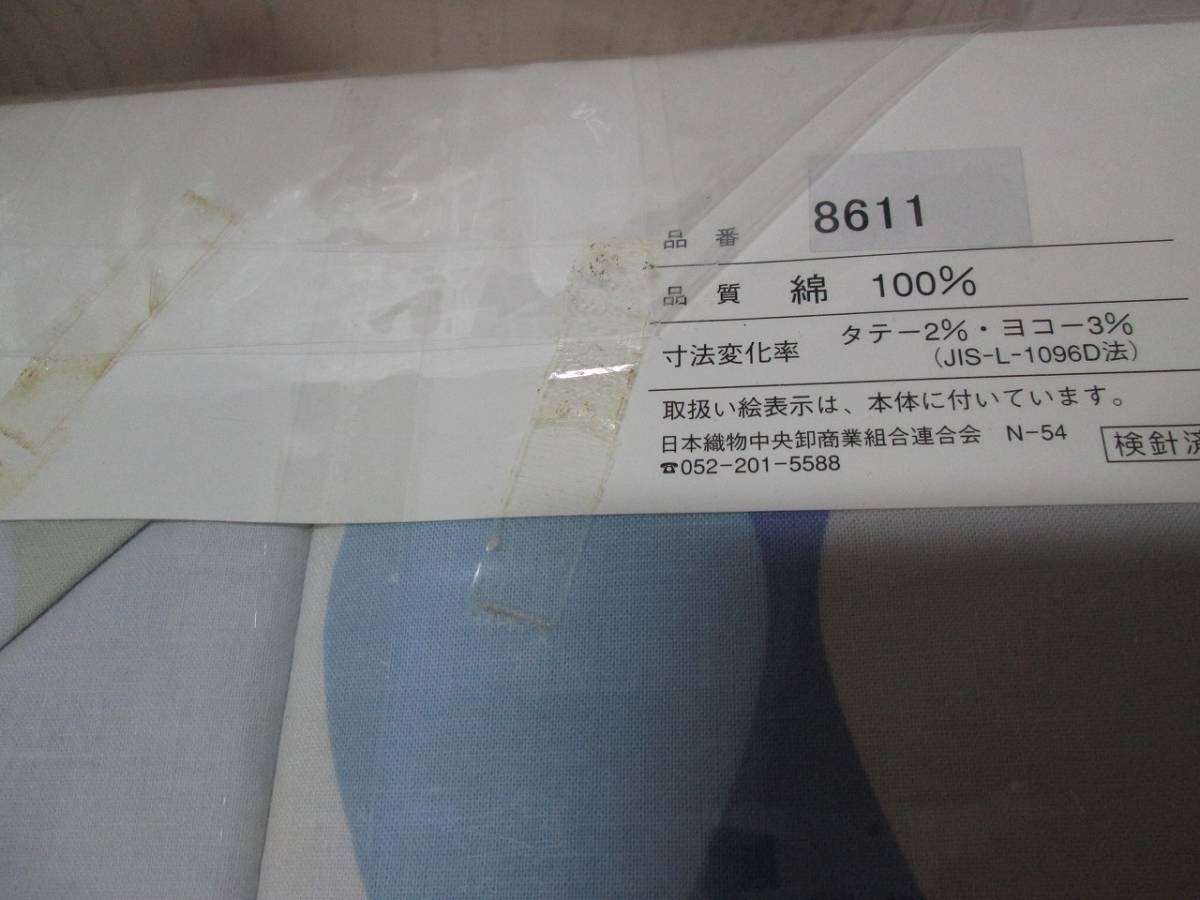 品 番 8611
品 質 綿 100%
寸法変化率 タテ－2%・ヨコ－3%
(JIS-L-1096D法)
取扱い絵表示は、本体に付いています。
日本織物中央卸商業組合連合会 N-54
☎052-201-5588
検針済